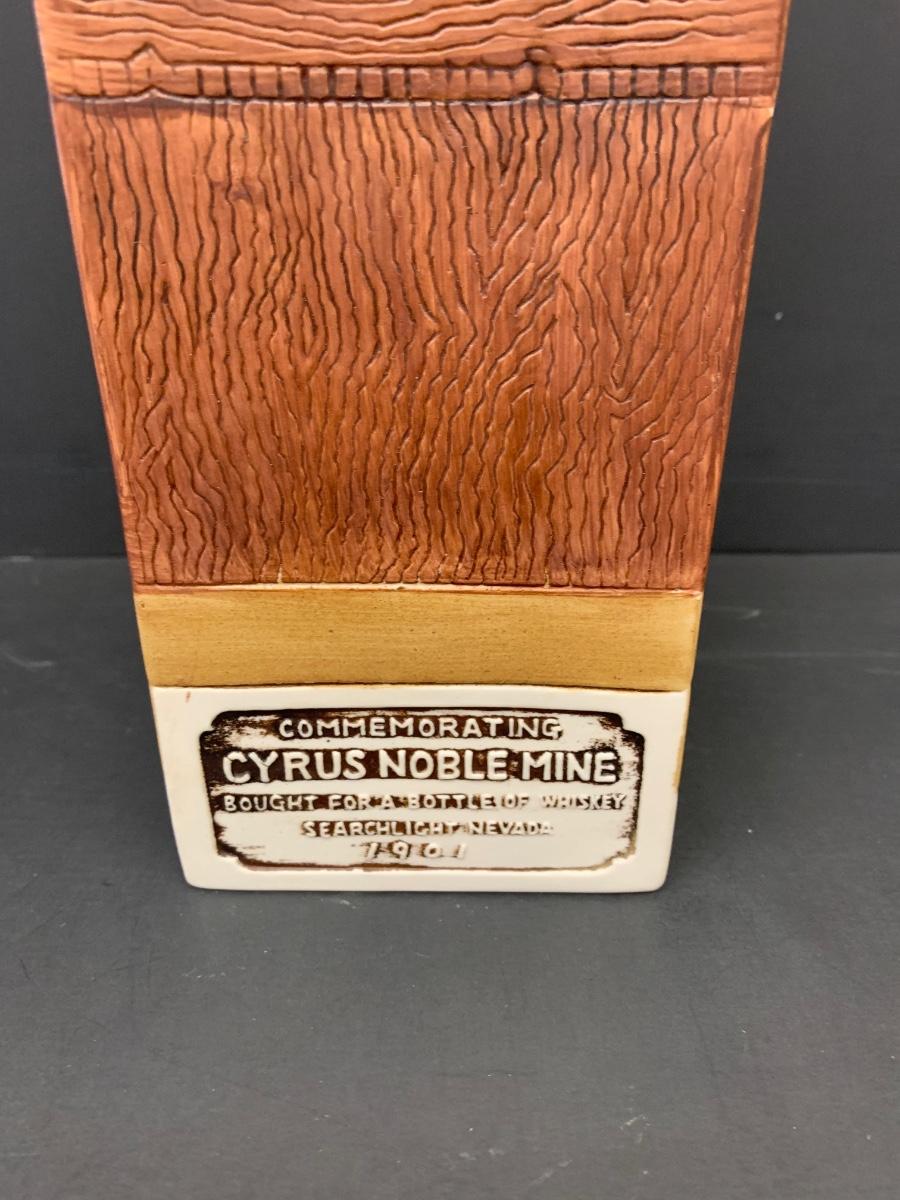 COMMEMORATING
CYRUS NOBLE MINE
BOUGHT FOR A BOTTLE OF WHISKEY
SEARCHLIGHT NEVADA
1901